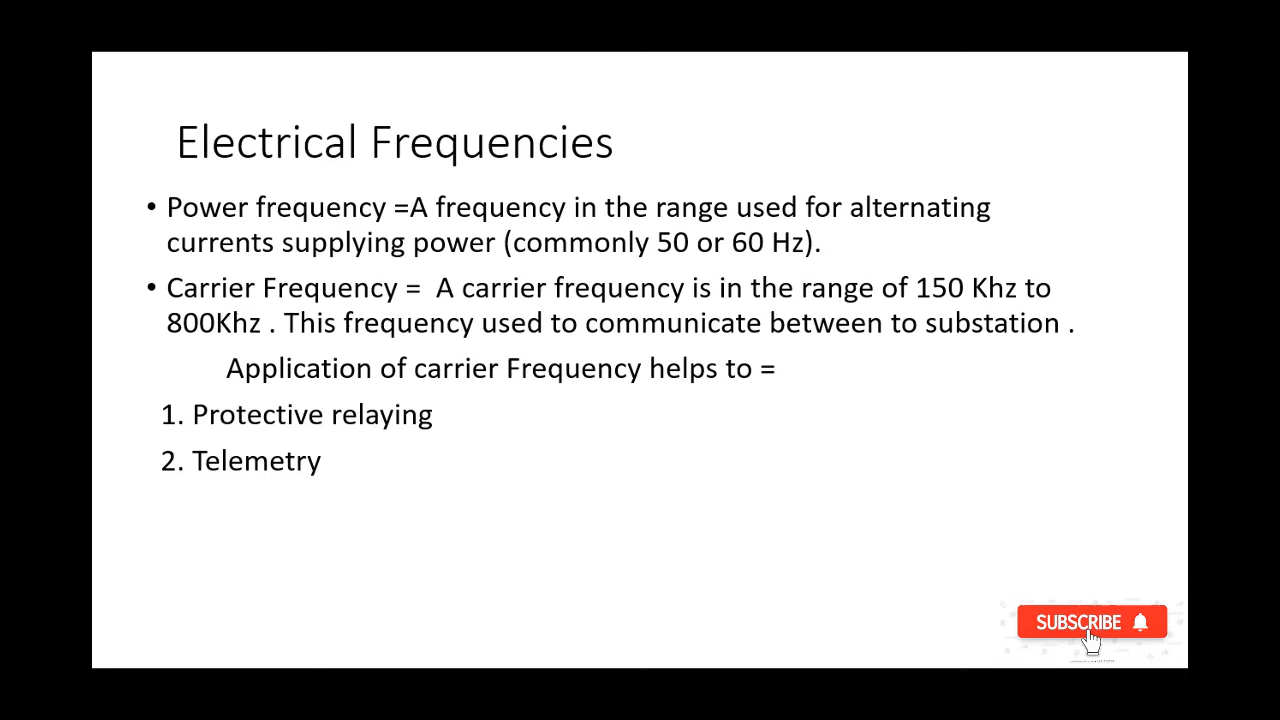 Electrical Frequencies
• Power frequency =A frequency in the range used for alternating
currents supplying power (commonly 50 or 60 Hz).
• Carrier Frequency =  A carrier frequency is in the range of 150 Khz to
800Khz . This frequency used to communicate between to substation .
Application of carrier Frequency helps to =
1. Protective relaying
2. Telemetry
SUBSCRIBE